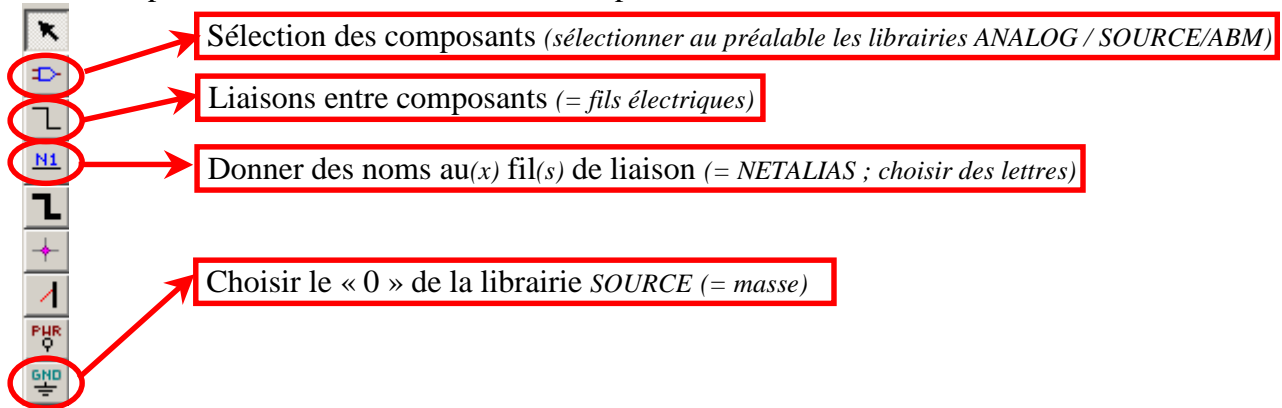 Sélection des composants (sélectionner au préalable les librairies ANALOG / SOURCE/ABM)
Liaisons entre composants (= fils électriques)
N1
Donner des noms au(x) fil(s) de liaison (= NETALIAS ; choisir des lettres)
Choisir le « 0 » de la librairie SOURCE (= masse)
PWR
GND